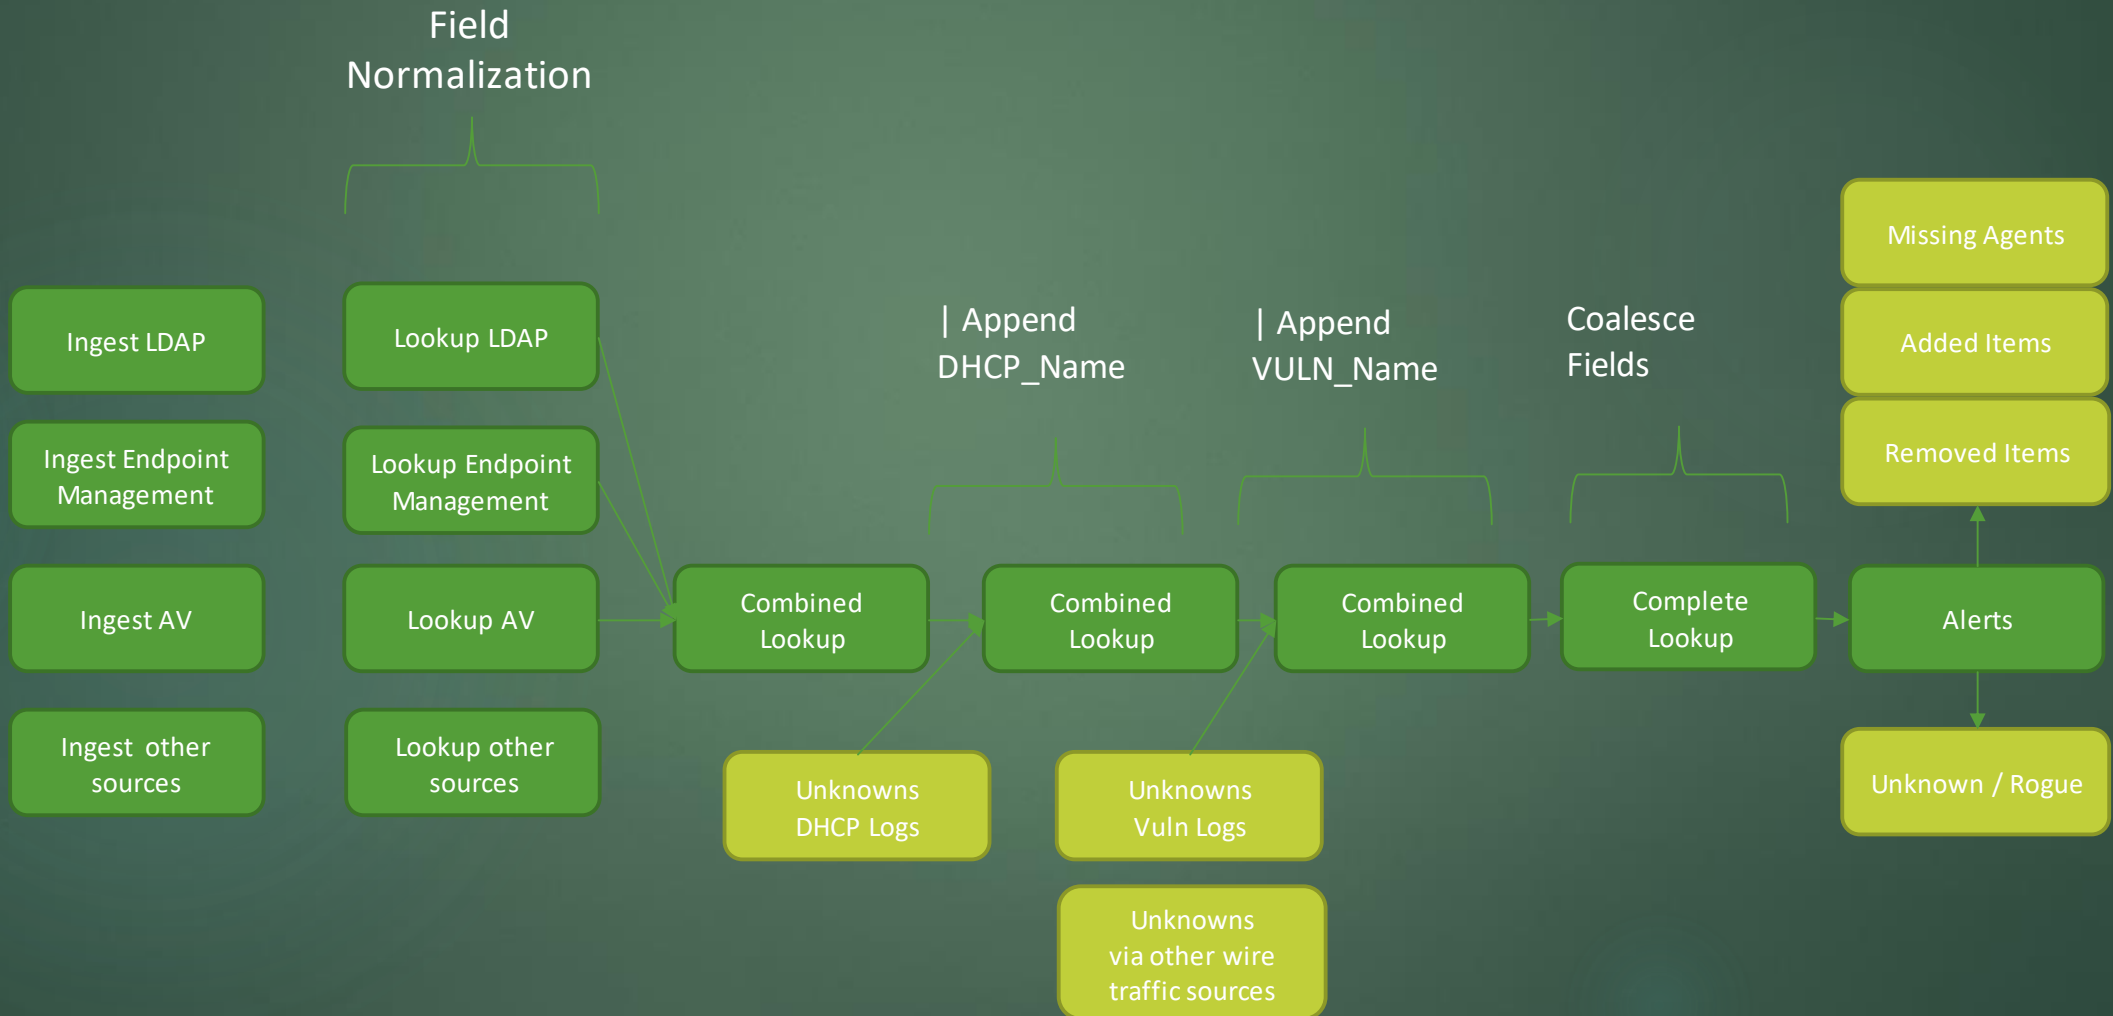 Field
Normalization
Ingest LDAP
Ingest Endpoint
Management
Ingest AV
Ingest other
sources
Lookup LDAP
Lookup Endpoint
Management
Lookup AV
Lookup other
sources
Combined
Lookup
| Append
DHCP_Name
Combined
Lookup
Unknowns
DHCP Logs
| Append
VULN_Name
Combined
Lookup
Unknowns
Vuln Logs
Unknowns
via other wire
traffic sources
Coalesce
Fields
Complete
Lookup
Missing Agents
Added Items
Removed Items
Alerts
Unknown / Rogue